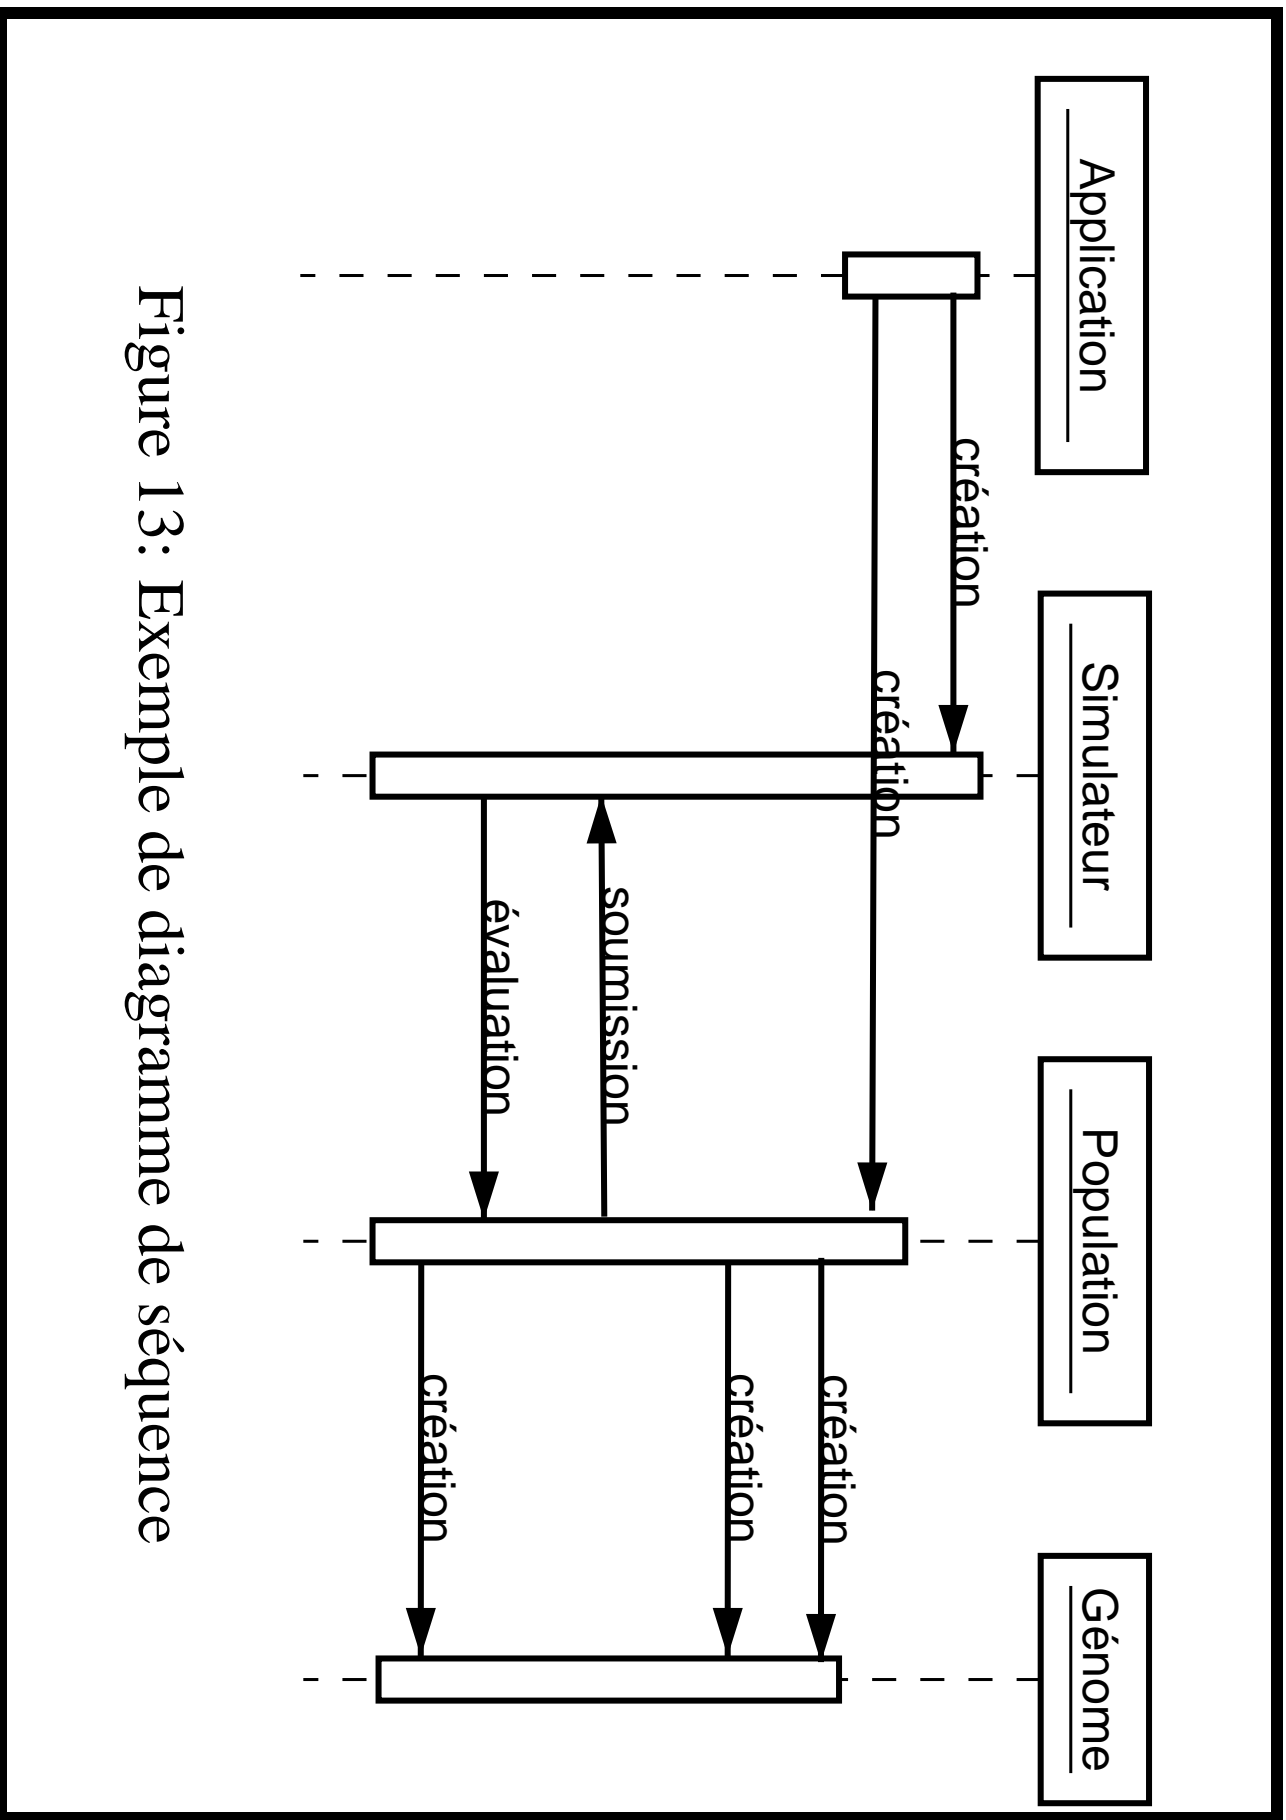 Application
Simulateur
Population
Génome
création
création
création
création
soumission
évaluation
création
Figure 13: Exemple de diagramme de séquence